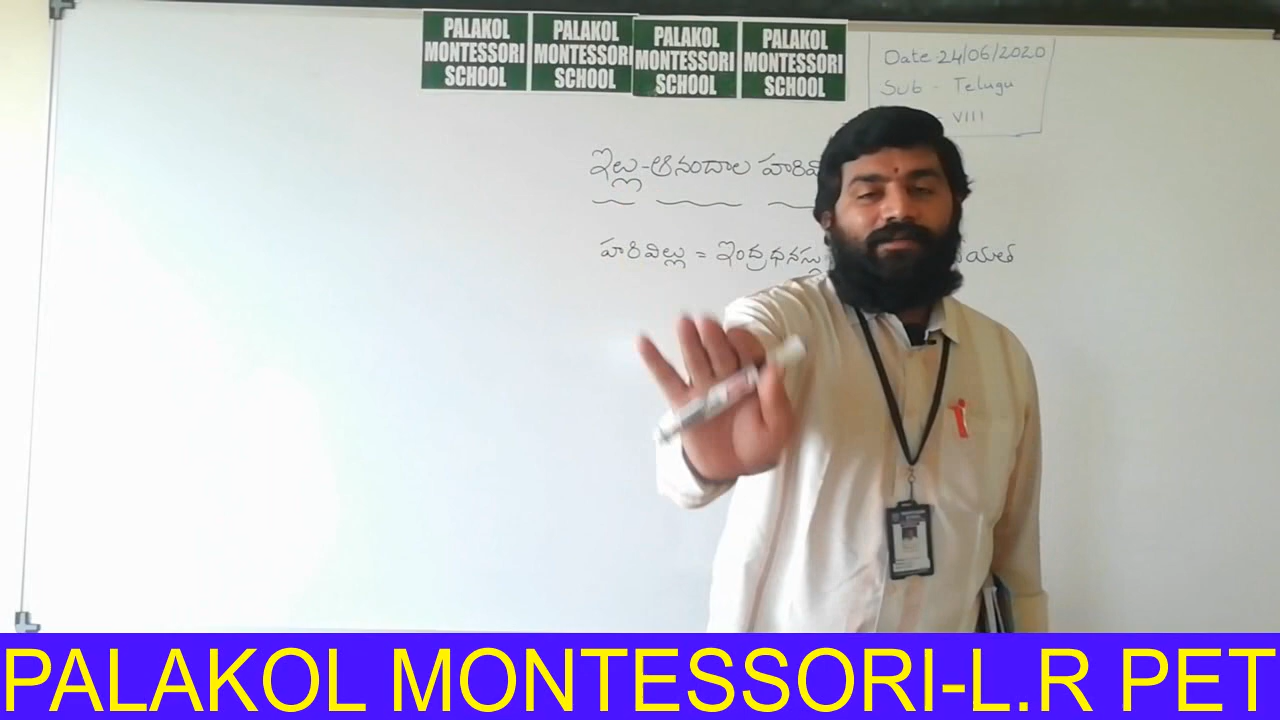 PALAKOL
MONTESSORI
SCHOOL
PALAKOL
MONTESSORI
SCHOOL
PALAKOL
MONTESSORI
SCHOOL
PALAKOL
MONTESSORI
SCHOOL
Date 24/06/2020
Sub - Telugu
- VIII
ఇల్లు-ఆనందాల
హరివిల్లు = ఇంద్రధనస్సు
PALAKOL MONTESSORI-L.R PET